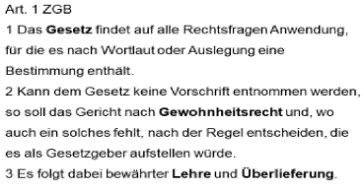 Art. 1 ZGB
1 Das Gesetz findet auf alle Rechtsfragen Anwendung,
für die es nach Wortlaut oder Auslegung eine
Bestimmung enthält.
2 Kann dem Gesetz keine Vorschrift entnommen werden,
so soll das Gericht nach Gewohnheitsrecht und, wo
auch ein solches fehlt, nach der Regel entscheiden, die
es als Gesetzgeber aufstellen würde.
3 Es folgt dabei bewährter Lehre und Überlieferung.